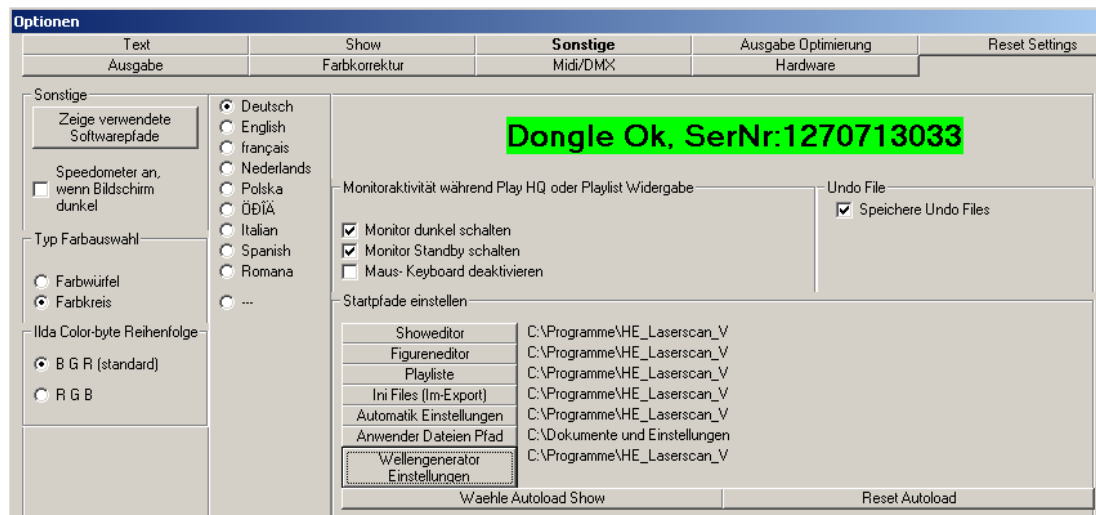 Optionen
Text Show Sonstige Ausgabe Optimierung Reset Settings
Ausgabe Farbkorrektur Midi/DMX Hardware
Sonstige
Zeige verwendete
Softwarepfade
Speedometer an,
wenn Bildschirm
dunkel
Typ Farbauswahl
Farbwürfel
Farbkreis
Ilda Color-byte Reihenfolge
B G R (standard)
R G B
Deutsch
English
français
Nederlands
Polska
ÖÐÎÄ
Italian
Spanish
Romana
---
Dongle Ok, SerNr:1270713033
Monitoraktivität während Play HQ oder Playlist Widergabe
Monitor dunkel schalten
Monitor Standby schalten
Maus- Keyboard deaktivieren
Undo File
Speichere Undo Files
Startpfade einstellen
Showeditor C:\Programme\HE_Laserscan_V
Figureneditor C:\Programme\HE_Laserscan_V
Playliste C:\Programme\HE_Laserscan_V
Ini Files (Im-Export) C:\Programme\HE_Laserscan_V
Automatik Einstellungen C:\Programme\HE_Laserscan_V
Anwender Dateien Pfad C:\Dokumente und Einstellungen
Wellengenerator C:\Programme\HE_Laserscan_V
Einstellungen
Waehle Autoload Show Reset Autoload